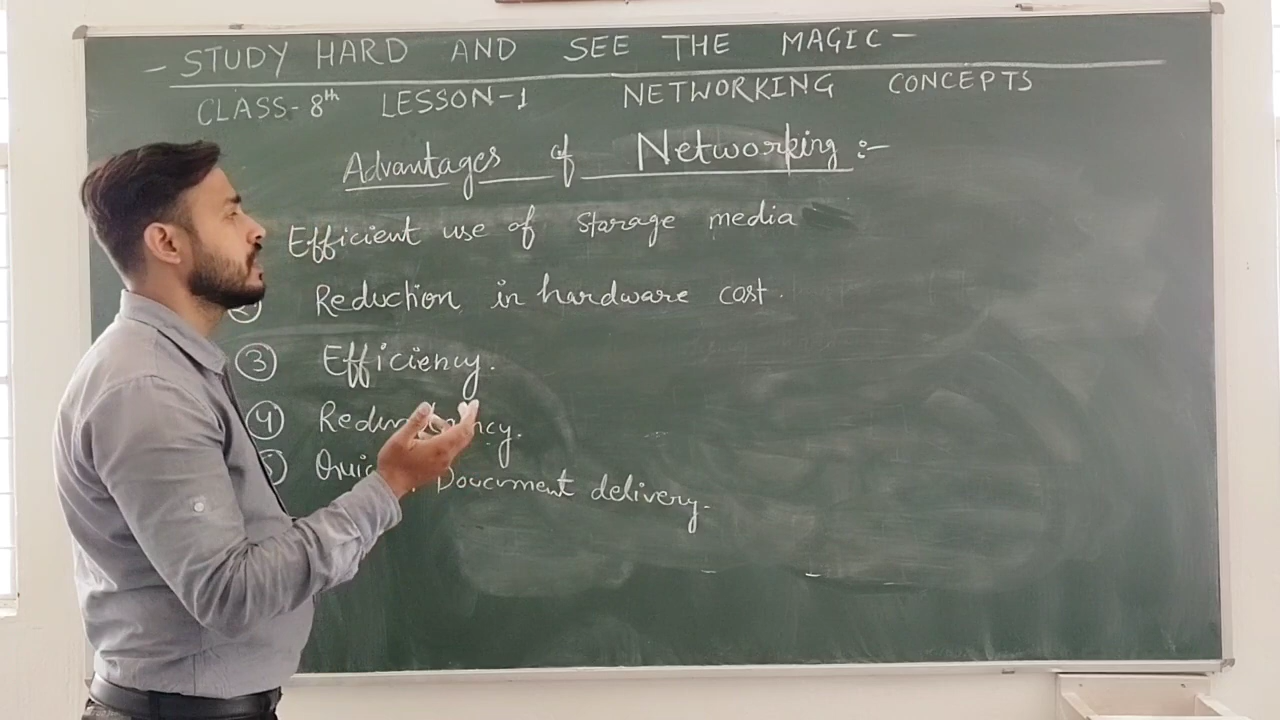 - STUDY HARD AND SEE THE MAGIC -
CLASS- 8th LESSON-1 NETWORKING CONCEPTS
Advantages of Networking :-
Efficient use of storage media
Reduction in hardware cost.
3 Efficiency.
4 
Document delivery.